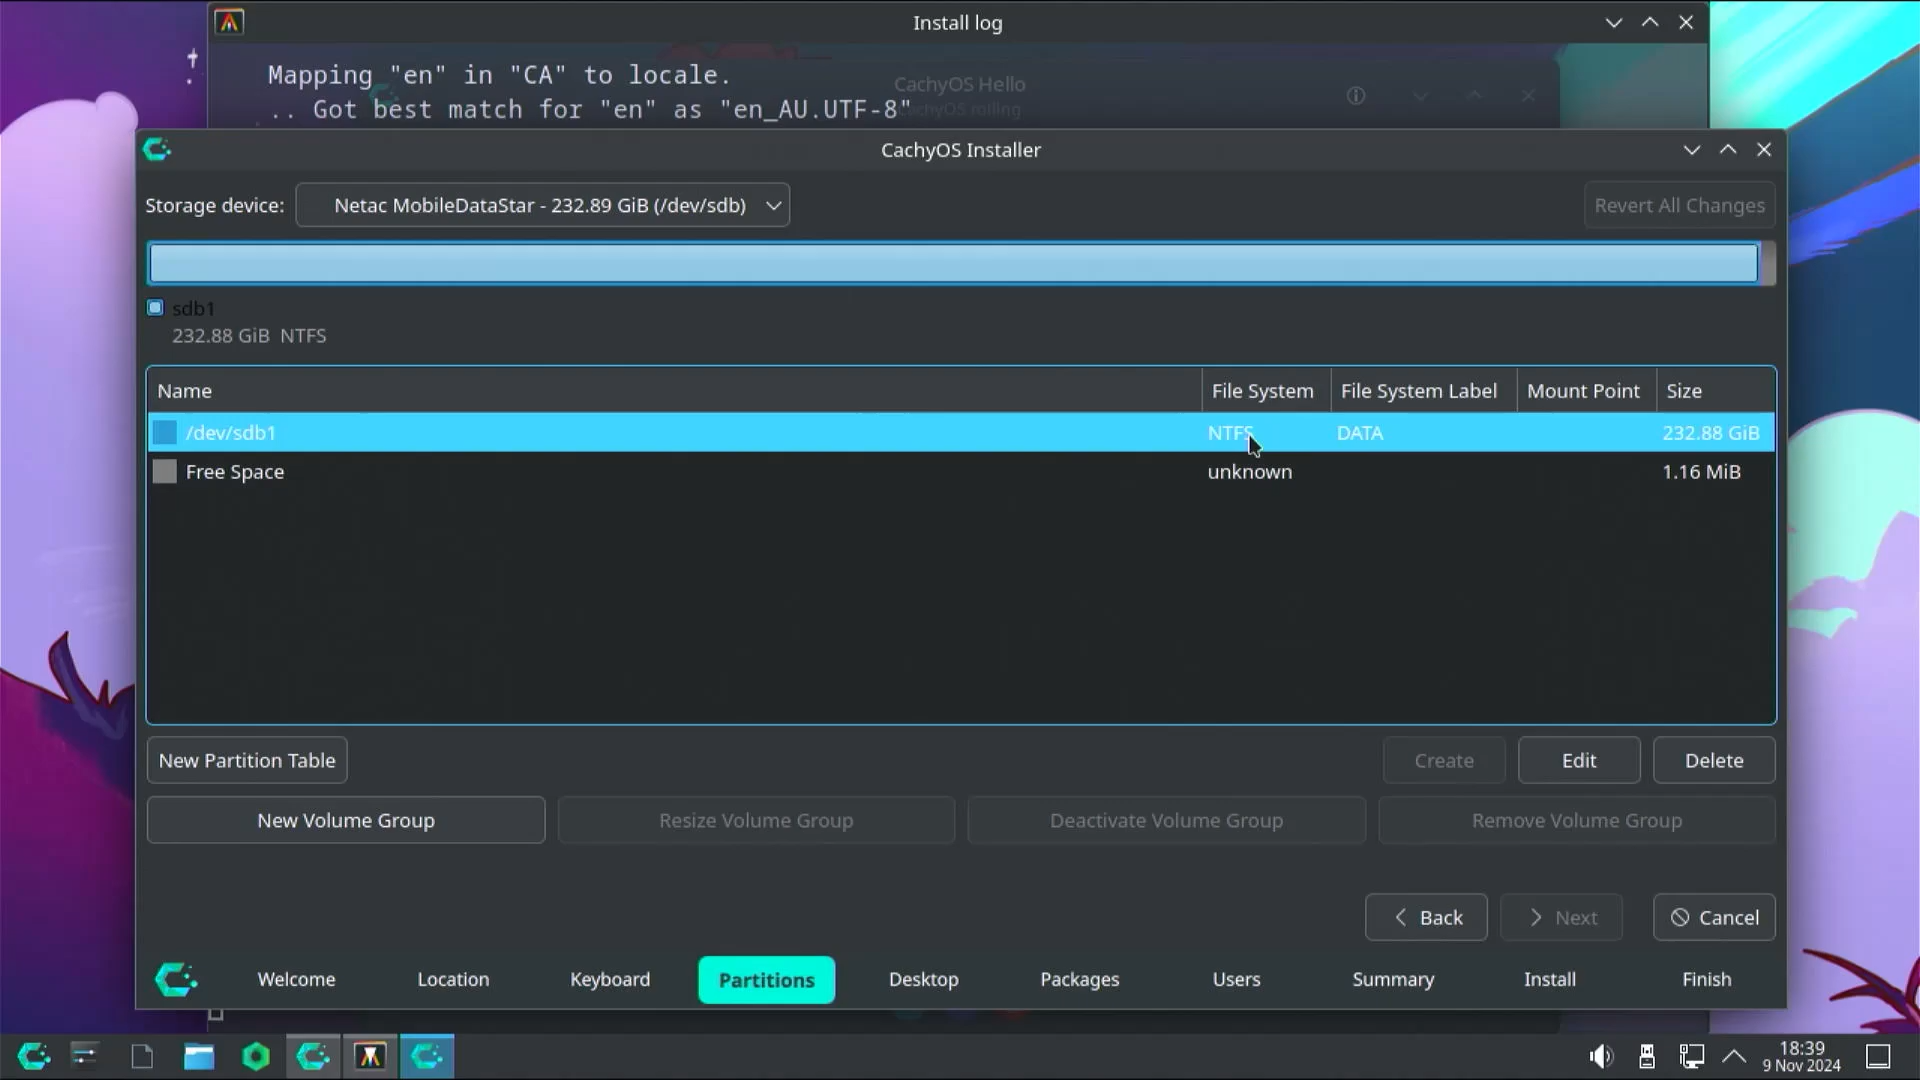 Install log
Mapping "en" in "CA" to locale.
.. Got best match for "en" as "en_AU.UTF-8"
CachyOS Hello
CachyOS rolling
CachyOS Installer
Storage device:
Netac MobileDataStar - 232.89 GiB (/dev/sdb)
Revert All Changes
sdb1
232.88 GiB NTFS
Name File System File System Label Mount Point Size
/dev/sdb1 NTFS DATA 232.88 GiB
Free Space unknown 1.16 MiB
New Partition Table Create Edit Delete
New Volume Group Resize Volume Group Deactivate Volume Group Remove Volume Group
Back Next Cancel
Welcome Location Keyboard Partitions Desktop Packages Users Summary Install Finish
18:39
9 Nov 2024